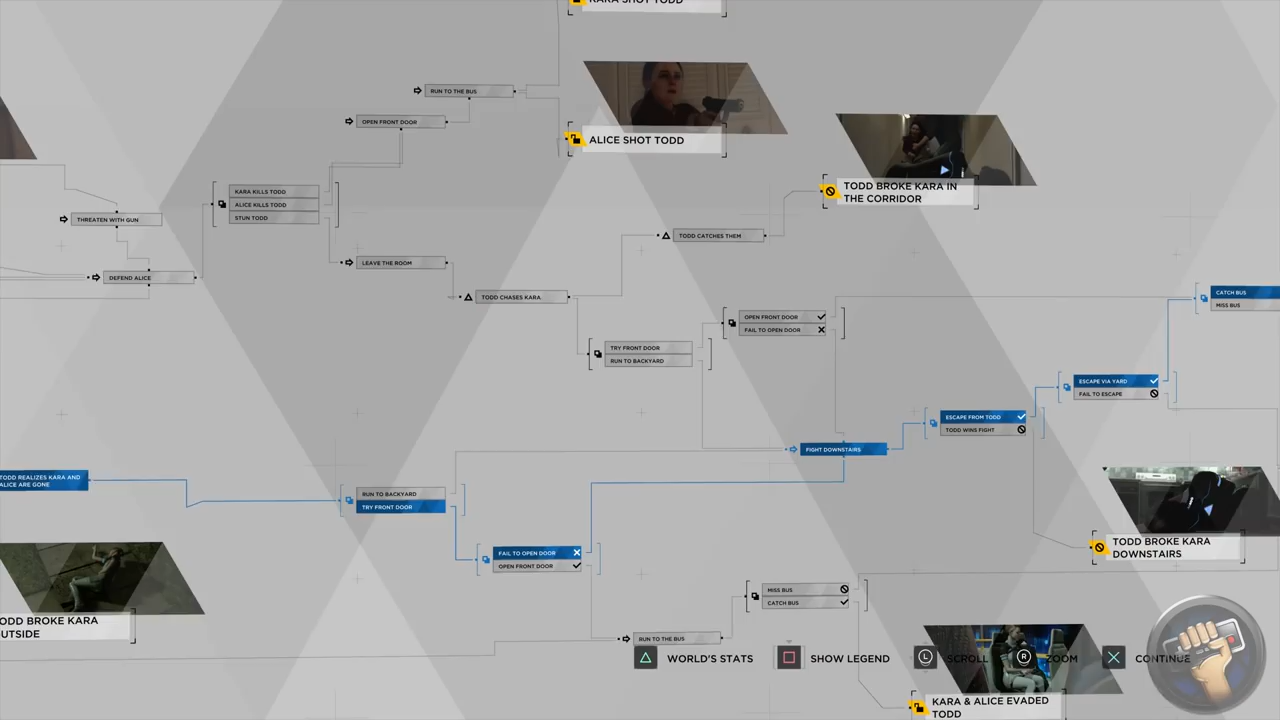 KARA SHOT TODD
RUN TO THE BUS
OPEN FRONT DOOR
ALICE SHOT TODD
KARA KILLS TODD
ALICE KILLS TODD
STUN TODD
THREATEN WITH GUN
TODD BROKE KARA IN
THE CORRIDOR
TODD CATCHES THEM
LEAVE THE ROOM
DEFEND ALICE
TODD CHASES KARA
CATCH BUS
MISS BUS
OPEN FRONT DOOR
FAIL TO OPEN DOOR
TRY FRONT DOOR
RUN TO BACKYARD
ESCAPE VIA YARD
FAIL TO ESCAPE
ESCAPE FROM TODD
TODD WINS FIGHT
FIGHT DOWNSTAIRS
TODD REALIZES KARA AND
ALICE ARE GONE
RUN TO BACKYARD
TRY FRONT DOOR
TODD BROKE KARA
DOWNSTAIRS
FAIL TO OPEN DOOR
OPEN FRONT DOOR
MISS BUS
CATCH BUS
ODD BROKE KARA
UTSIDE
RUN TO THE BUS
WORLD'S STATS
SHOW LEGEND
L
SCROLL
R
ZOOM
CONTINUE
KARA & ALICE EVADED
TODD